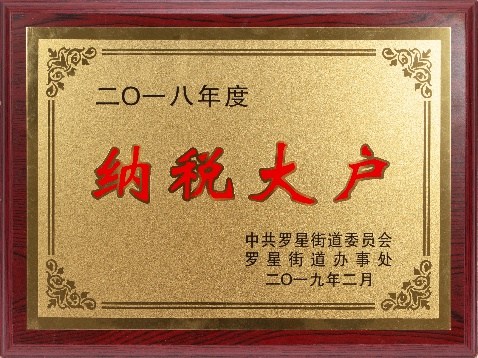 二〇一八年度
纳税大户
中共罗星街道委员会
罗星街道办事处
二〇一九年二月